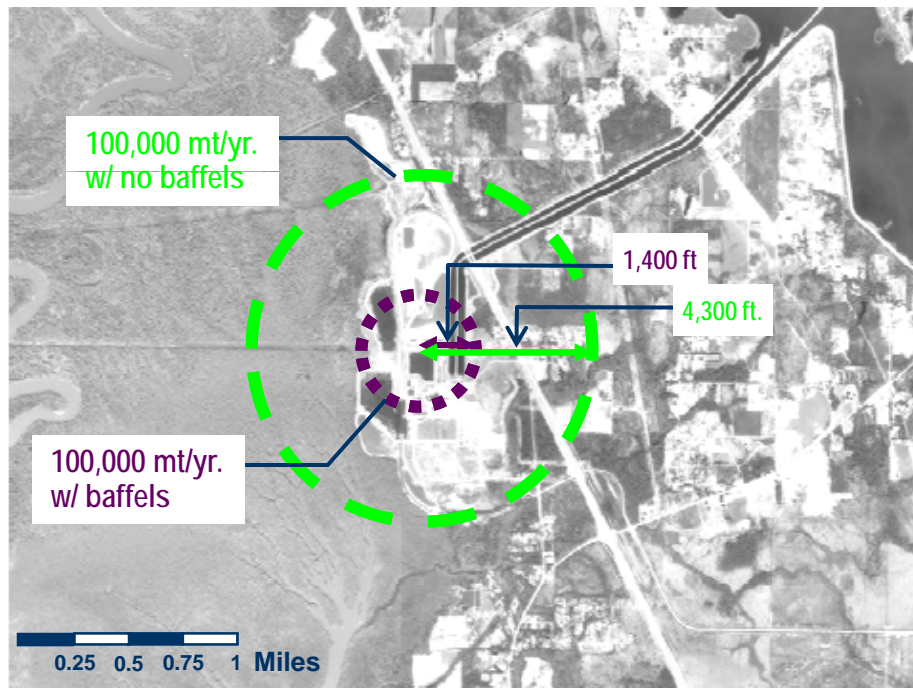 100,000 mt/yr.
w/ no baffels
1,400 ft
4,300 ft.
100,000 mt/yr.
w/ baffels
0.25 0.5 0.75 1 Miles